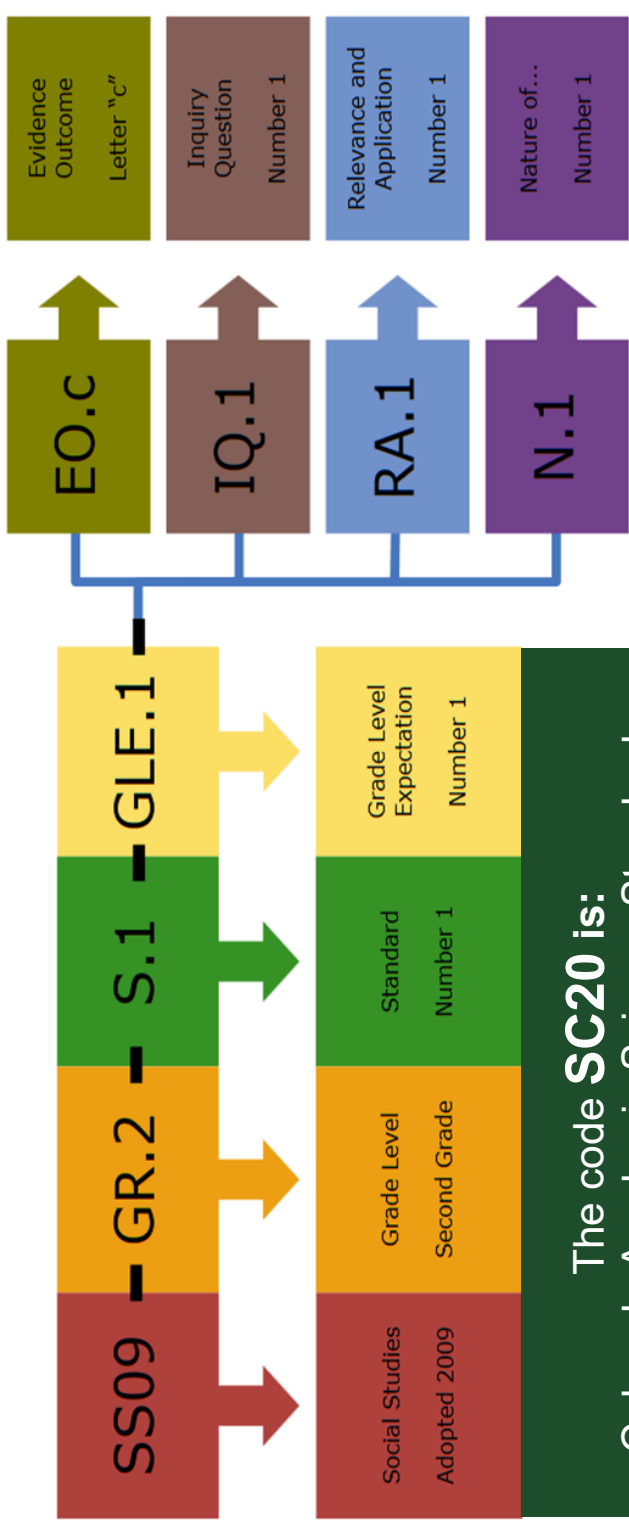 SS09 - GR.2 - S.1 - GLE.1 -
Social Studies
Adopted 2009
Grade Level
Second Grade
Standard
Number 1
Grade Level
Expectation
Number 1
EO.c
Evidence
Outcome
Letter “c”
IQ.1
Inquiry
Question
Number 1
RA.1
Relevance and
Application
Number 1
N.1
Nature of...
Number 1
The code SC20 is: